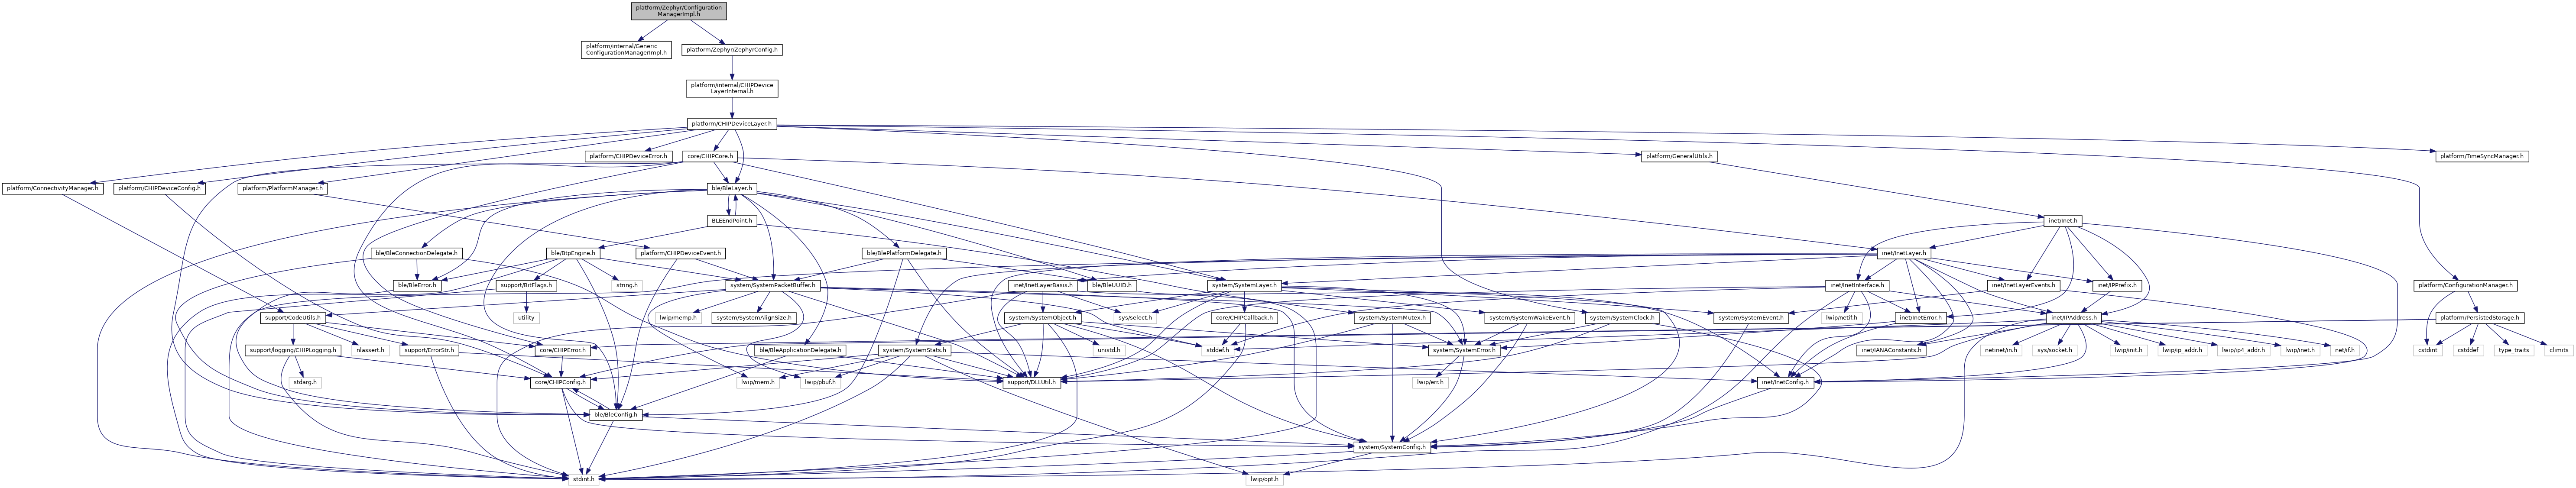 platform/Zephyr/Configuration
ManagerImpl.h
platform/internal/Generic
ConfigurationManagerImpl.h
platform/Zephyr/ZephyrConfig.h
platform/internal/CHIPDevice
LayerInternal.h
platform/CHIPDeviceLayer.h
platform/CHIPDeviceError.h
core/CHIPCore.h
platform/GeneralUtils.h
platform/TimeSyncManager.h
platform/ConnectivityManager.h
platform/CHIPDeviceConfig.h
platform/PlatformManager.h
ble/BleLayer.h
BLEEndPoint.h
inet/Inet.h
ble/BleConnectionDelegate.h
ble/BtpEngine.h
platform/CHIPDeviceEvent.h
ble/BlePlatformDelegate.h
inet/InetLayer.h
ble/BleError.h
support/BitFlags.h
string.h
system/SystemPacketBuffer.h
inet/InetLayerBasis.h
ble/BleUUID.h
system/SystemLayer.h
inet/InetInterface.h
inet/InetLayerEvents.h
inet/IPPrefix.h
platform/ConfigurationManager.h
support/CodeUtils.h
utility
lwip/memp.h
system/SystemAlignSize.h
system/SystemObject.h
sys/select.h
core/CHIPCallback.h
system/SystemMutex.h
system/SystemWakeEvent.h
system/SystemClock.h
system/SystemEvent.h
lwip/netif.h
inet/InetError.h
inet/IPAddress.h
platform/PersistedStorage.h
support/logging/CHIPLogging.h
nlassert.h
support/ErrorStr.h
core/CHIPError.h
ble/BleApplicationDelegate.h
system/SystemStats.h
unistd.h
stddef.h
system/SystemError.h
inet/IANAConstants.h
netinet/in.h
sys/socket.h
lwip/init.h
lwip/ip_addr.h
lwip/ip4_addr.h
lwip/inet.h
net/if.h
cstdint
cstddef
type_traits
climits
stdarg.h
core/CHIPConfig.h
lwip/mem.h
lwip/pbuf.h
support/DLLUtil.h
lwip/err.h
inet/InetConfig.h
ble/BleConfig.h
system/SystemConfig.h
stdint.h
lwip/opt.h